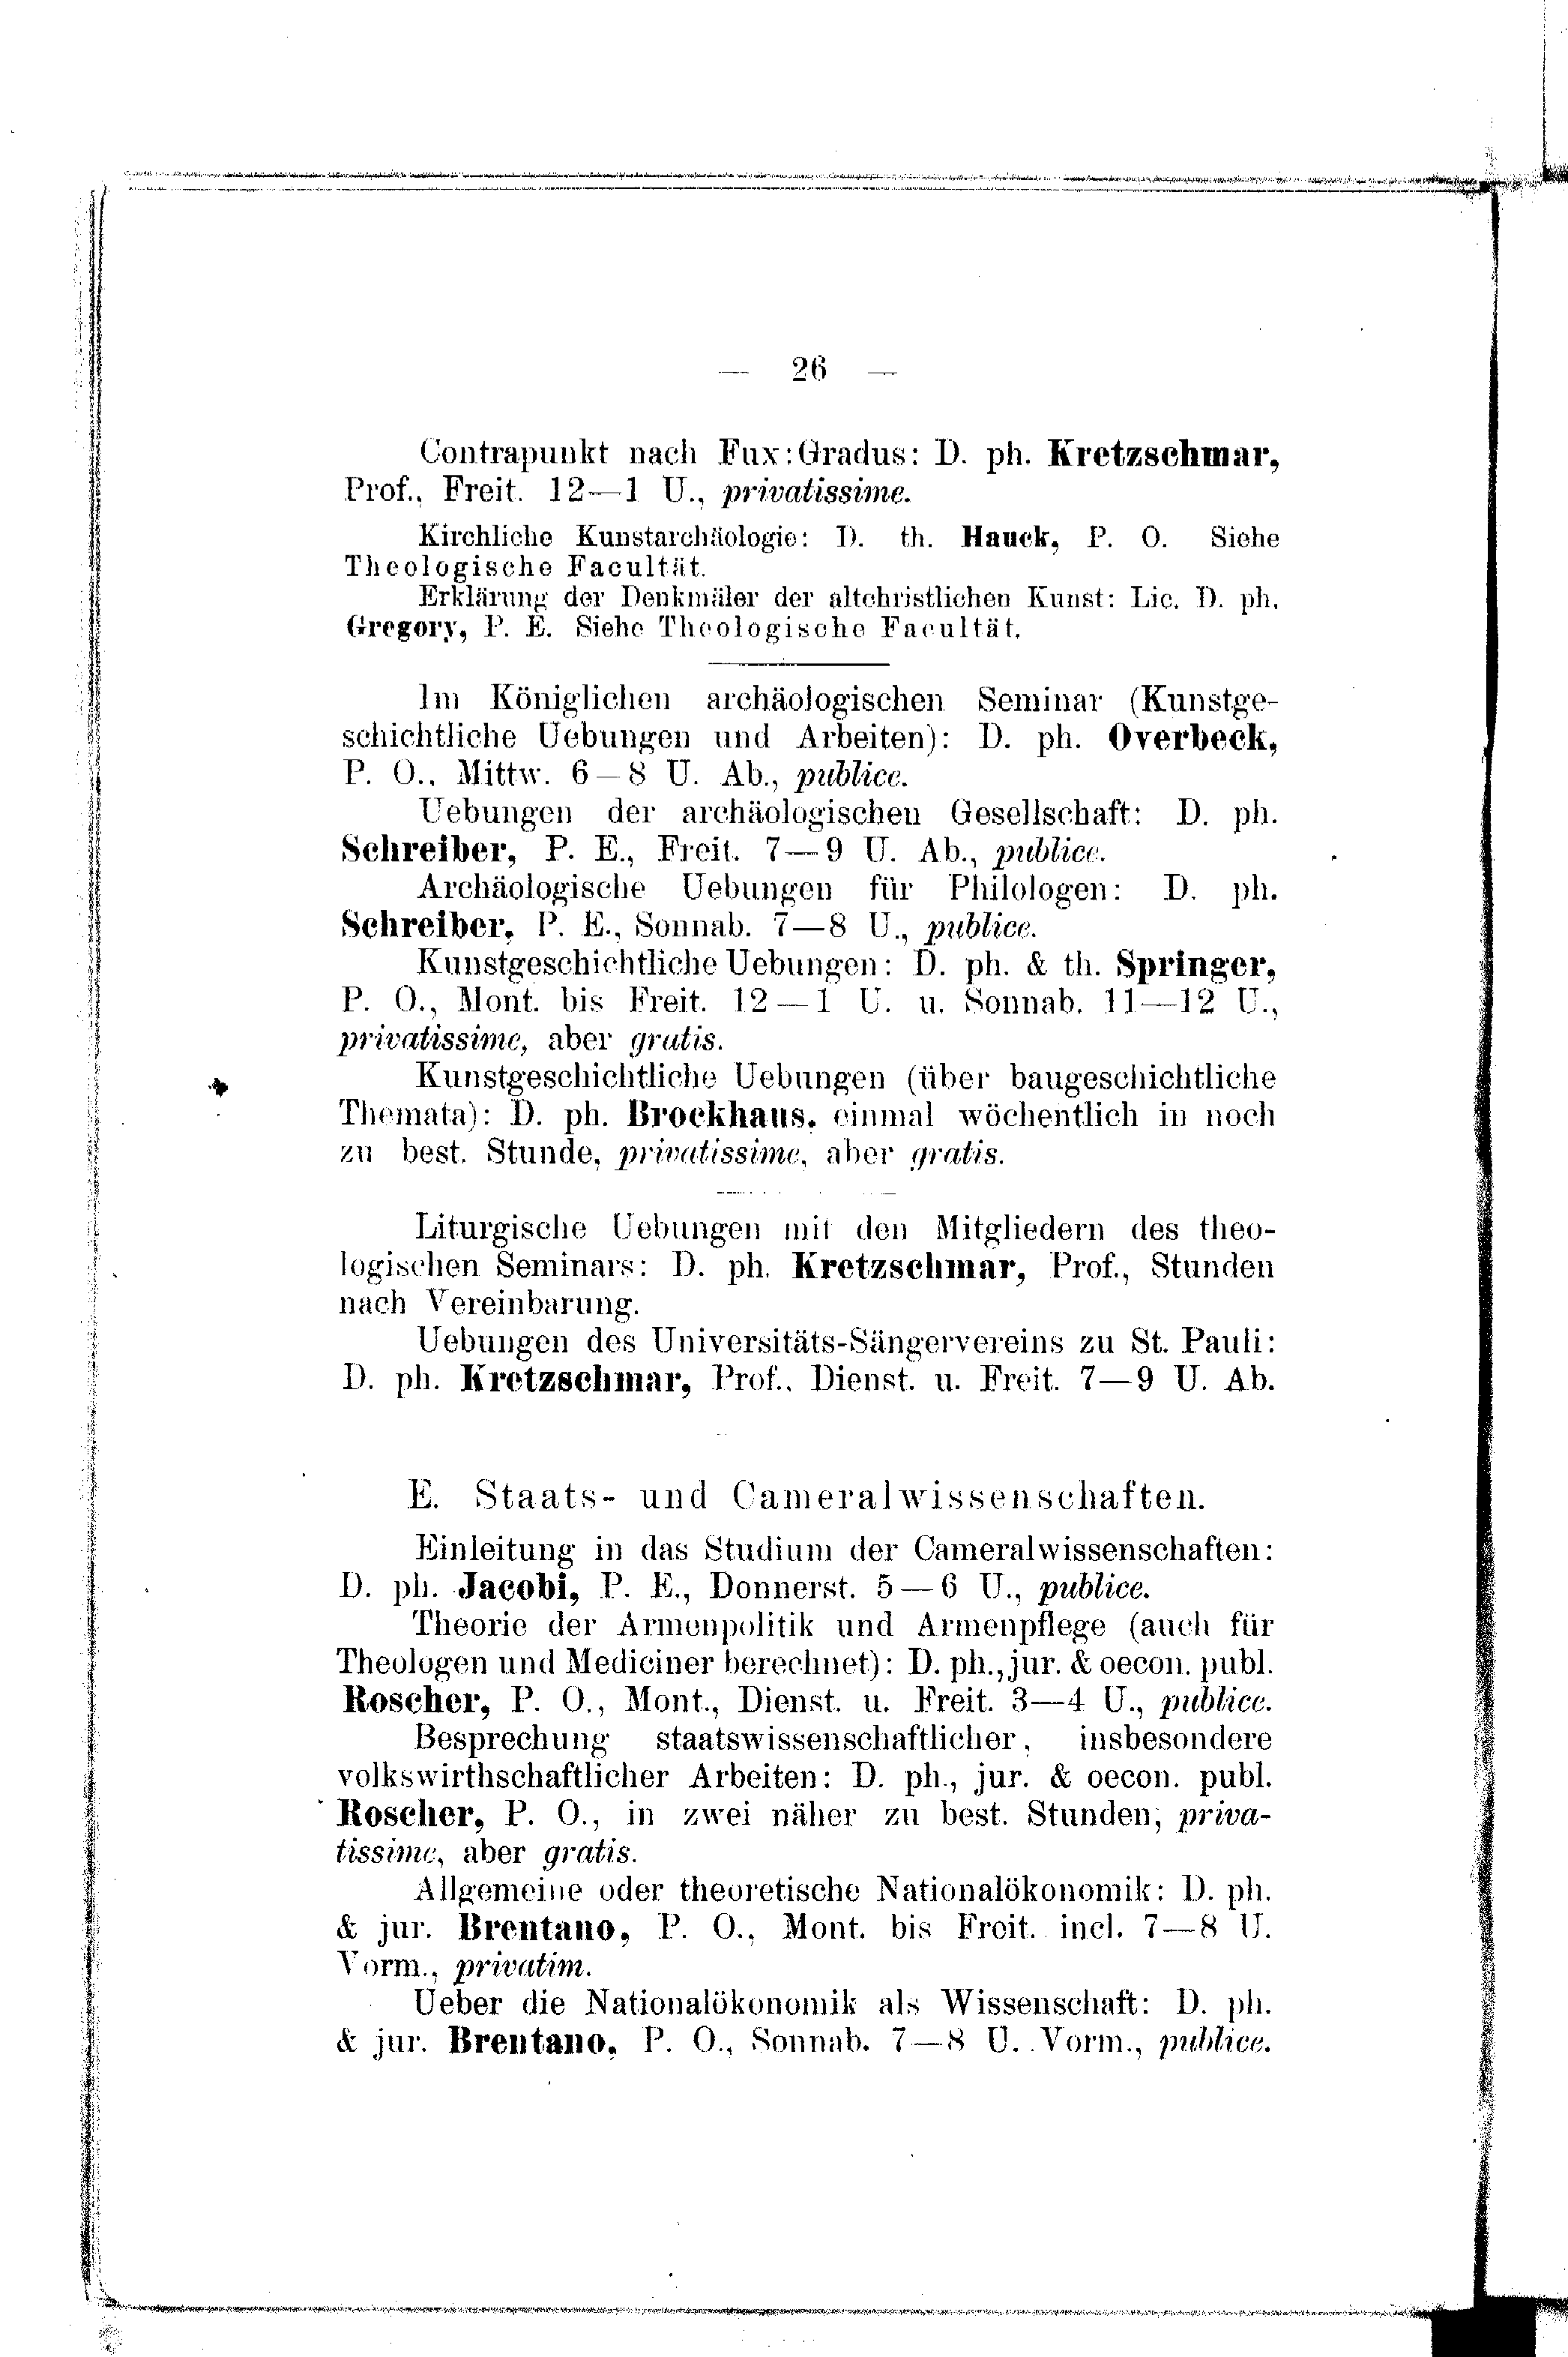 — 26 —
Contrapunkt nach Fux:Gradus: D. ph. Kretzschmar,
Prof., Freit. 12—1 U., privatissime.
Kirchliche Kunstarchäologie: D. th. Hauck, P. O. Siehe
Theologische Facultät.
Erklärung der Denkmäler der altchristlichen Kunst: Lic. D. ph.
Gregory, P. E. Siehe Theologische Facultät.
Im Königlichen archäologischen Seminar (Kunstge-
schichtliche Uebungen und Arbeiten): D. ph. Overbeck,
P. O., Mittw. 6—8 U. Ab., publice.
Uebungen der archäologischen Gesellschaft: D. ph.
Schreiber, P. E., Freit. 7—9 U. Ab., publice.
Archäologische Uebungen für Philologen: D. ph.
Schreiber, P. E., Sonnab. 7—8 U., publice.
Kunstgeschichtliche Uebungen: D. ph. & th. Springer,
P. O., Mont. bis Freit. 12—1 U. u. Sonnab. 11—12 U.,
privatissime, aber gratis.
Kunstgeschichtliche Uebungen (über baugeschichtliche
Themata): D. ph. Brockhaus, einmal wöchentlich in noch
zu best. Stunde, privatissime, aber gratis.
Liturgische Uebungen mit den Mitgliedern des theo-
logischen Seminars: D. ph. Kretzschmar, Prof., Stunden
nach Vereinbarung.
Uebungen des Universitäts-Sängervereins zu St. Pauli:
D. ph. Kretzschmar, Prof., Dienst. u. Freit. 7—9 U. Ab.
E. Staats- und Cameralwissenschaften.
Einleitung in das Studium der Cameralwissenschaften:
D. ph. Jacobi, P. E., Donnerst. 5—6 U., publice.
Theorie der Armenpolitik und Armenpflege (auch für
Theologen und Mediciner berechnet): D. ph., jur. & oecon. publ.
Roscher, P. O., Mont., Dienst. u. Freit. 3—4 U., publice.
Besprechung staatswissenschaftlicher, insbesondere
volkswirthschaftlicher Arbeiten: D. ph., jur. & oecon. publ.
Roscher, P. O., in zwei näher zu best. Stunden, priva-
tissime, aber gratis.
Allgemeine oder theoretische Nationalökonomik: D. ph.
& jur. Brentano, P. O., Mont. bis Freit. incl. 7—8 U.
Vorm., privatim.
Ueber die Nationalökonomik als Wissenschaft: D. ph.
& jur. Brentano, P. O., Sonnab. 7—8 U. Vorm., publice.